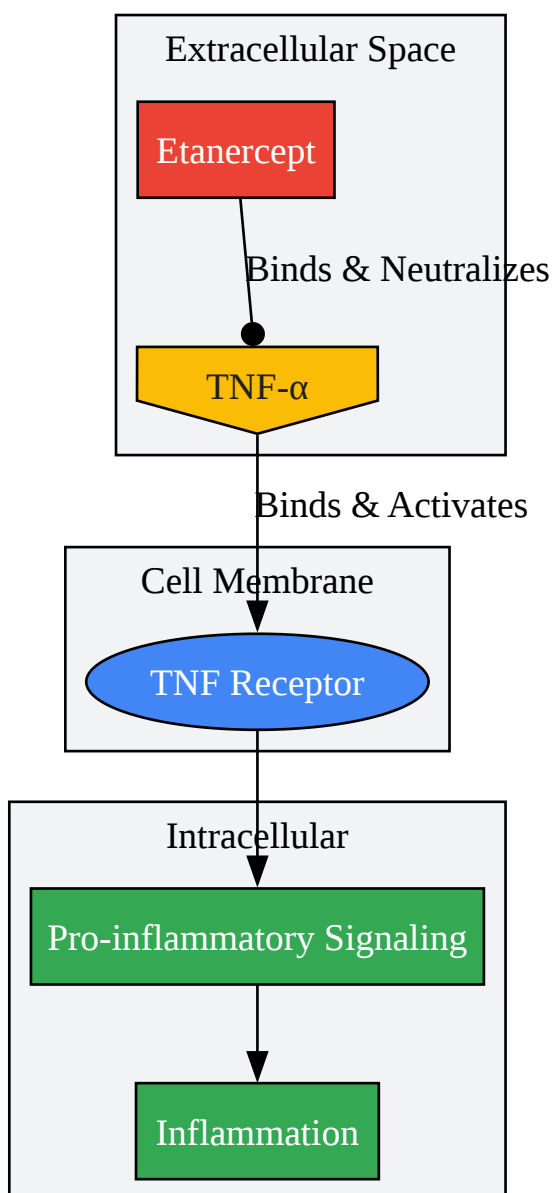 Extracellular Space
Etanercept
Binds & Neutralizes
TNF-α
Binds & Activates
Cell Membrane
TNF Receptor
Intracellular
Pro-inflammatory Signaling
Inflammation